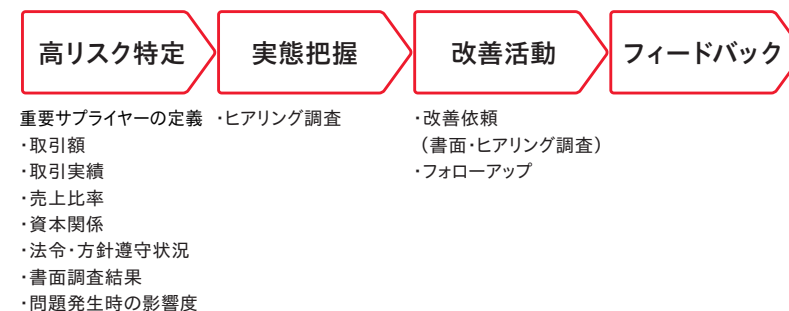 高リスク特定
実態把握
改善活動
フィードバック
重要サプライヤーの定義
・取引額
・取引実績
・売上比率
・資本関係
・法令・方針遵守状況
・書面調査結果
・問題発生時の影響度
・ヒアリング調査
・改善依頼
（書面・ヒアリング調査）
・フォローアップ